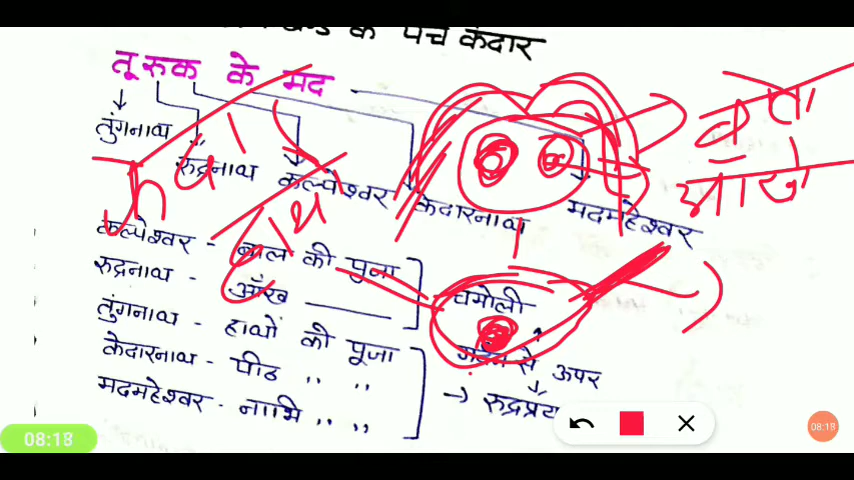 के पंच केदार
तू रुक के मद
तुंगनाथ
रुद्रनाथ कल्पेश्वर केदारनाथ मदमहेश्वर
कल्पेश्वर - बाल की पूजा
रुद्रनाथ - आँख
चमोली
तुंगनाथ - हाथों की पूजा
से ऊपर
केदारनाथ - पीठ " "
मदमहेश्वर - नाभि " "
→ रुद्रप्र
08:18
08:18